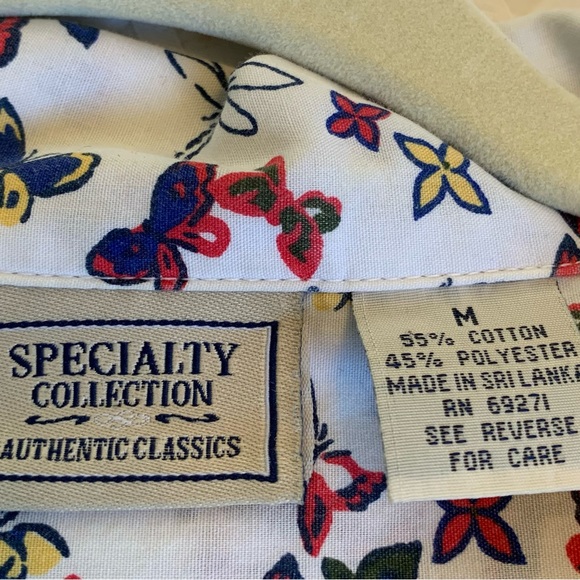 SPECIALTY
COLLECTION
AUTHENTIC CLASSICS
M
55% COTTON
45% POLYESTER
MADE IN SRI LANKA
RN 69271
SEE REVERSE
FOR CARE